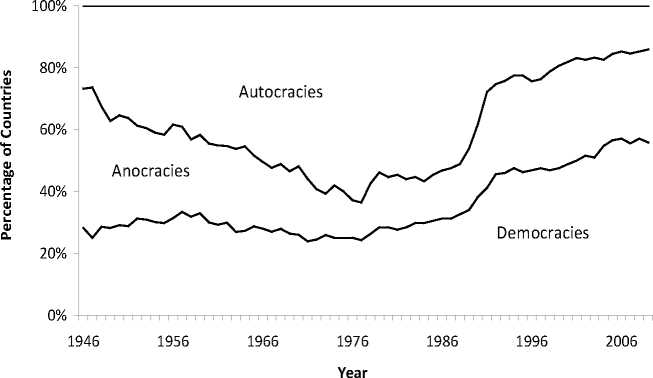 100%
80%
60%
40%
20%
0%
Percentage of Countries
Autocracies
Anocracies
Democracies
1946 1956 1966 1976 1986 1996 2006
Year